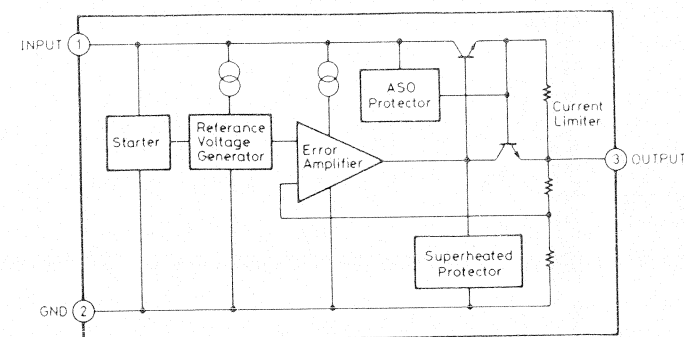 INPUT 1
ASO
Protector
Current
Limiter
Starter
Referance
Voltage
Generator
Error
Amplifier
3 OUTPUT
Superheated
Protector
GND 2